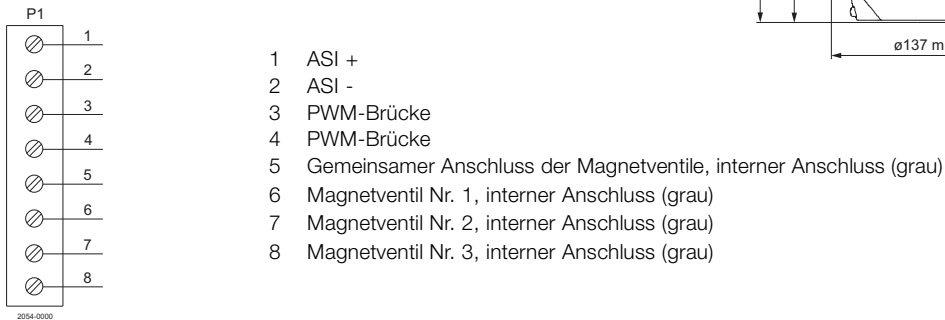 P1
1
2
3
4
5
6
7
8
2054-0000
1 ASI +
2 ASI -
3 PWM-Brücke
4 PWM-Brücke
5 Gemeinsamer Anschluss der Magnetventile, interner Anschluss (grau)
6 Magnetventil Nr. 1, interner Anschluss (grau)
7 Magnetventil Nr. 2, interner Anschluss (grau)
8 Magnetventil Nr. 3, interner Anschluss (grau)
ø137 m